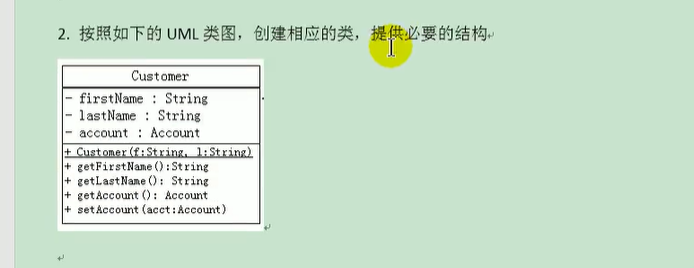 2. 按照如下的 UML 类图，创建相应的类，提供必要的结构
Customer
- firstName : String
- lastName : String
- account : Account
+ Customer(f:String, l:String)
+ getFirstName():String
+ getLastName(): String
+ getAccount(): Account
+ setAccount(acct:Account)